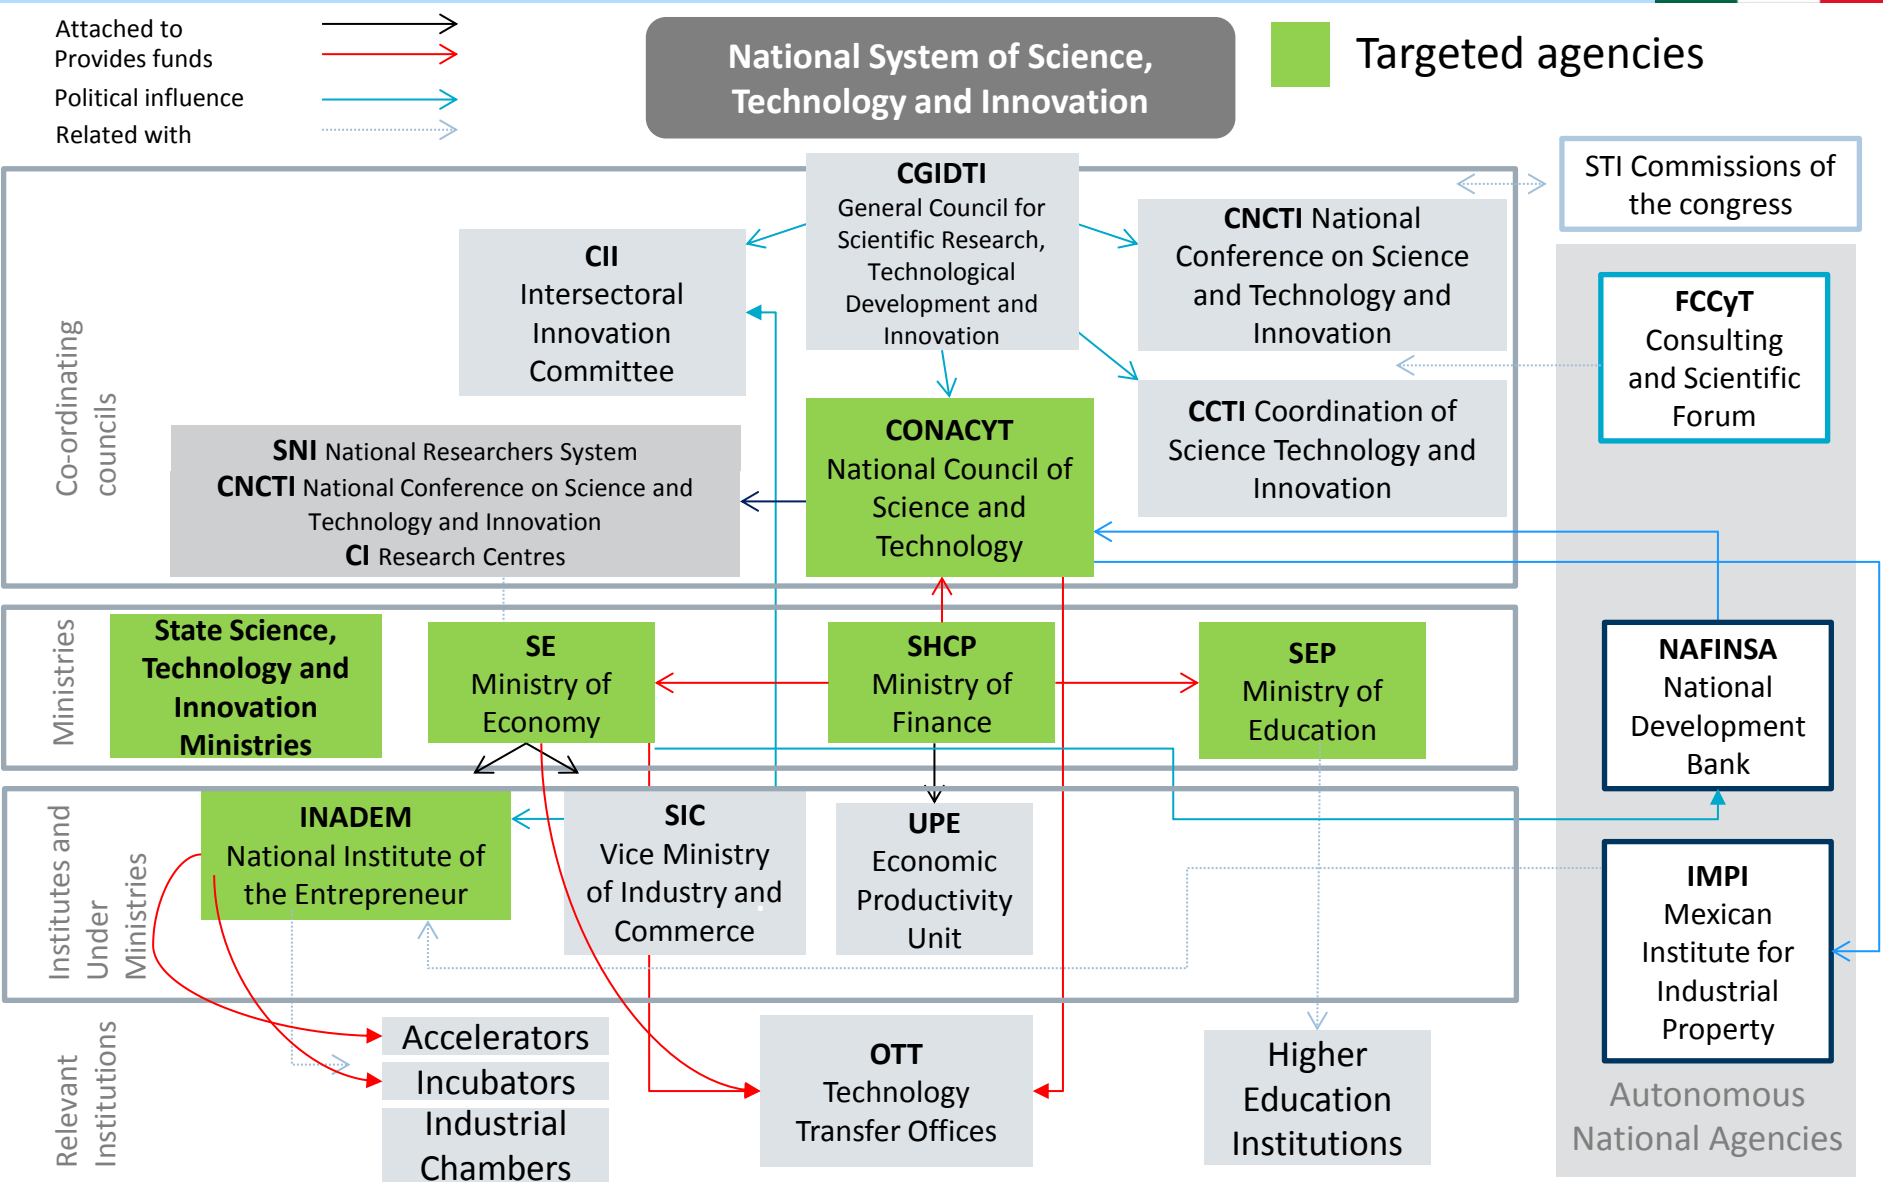 Attached to
Provides funds
Political influence
Related with
National System of Science,
Technology and Innovation
Targeted agencies
Co-ordinating
councils
CGIDTI
General Council for
Scientific Research,
Technological
Development and
Innovation
CII
Intersectoral
Innovation
Committee
CNCTI National
Conference on Science
and Technology and
Innovation
CCTI Coordination of
Science Technology and
Innovation
CONACYT
National Council of
Science and
Technology
SNI National Researchers System
CNCTI National Conference on Science and
Technology and Innovation
CI Research Centres
STI Commissions of
the congress
FCCyT
Consulting
and Scientific
Forum
Ministries
State Science,
Technology and
Innovation
Ministries
SE
Ministry of
Economy
SHCP
Ministry of
Finance
SEP
Ministry of
Education
NAFINSA
National
Development
Bank
Institutes and
Under
Ministries
INADEM
National Institute of
the Entrepreneur
SIC
Vice Ministry
of Industry and
Commerce
UPE
Economic
Productivity
Unit
IMPI
Mexican
Institute for
Industrial
Property
Relevant
Institutions
Accelerators
Incubators
Industrial
Chambers
OTT
Technology
Transfer Offices
Higher
Education
Institutions
Autonomous
National Agencies